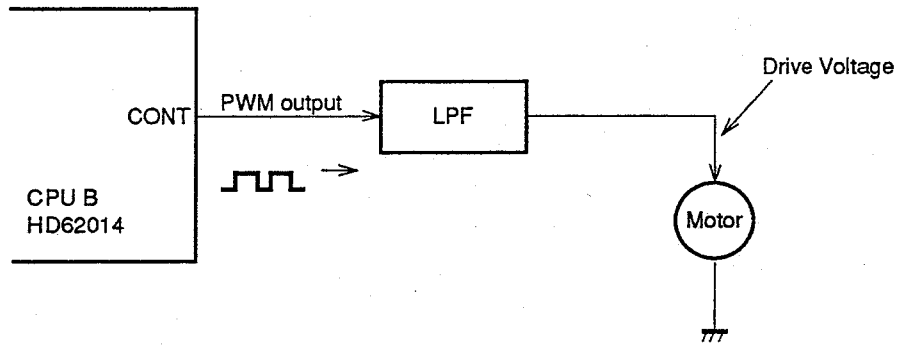 Drive Voltage
PWM output
CONT
LPF
CPU B
HD62014
Motor